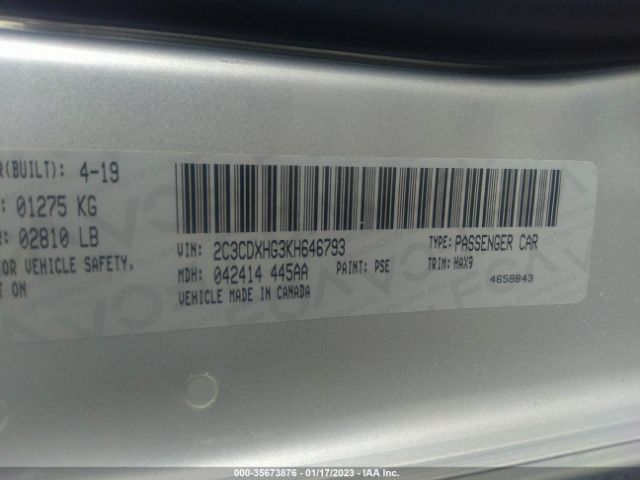 R(BUILT): 4-19
: 01275 KG
R: 02810 LB
TOR VEHICLE SAFETY,
T ON
VIN: 2C3CDXHG3KH646793
TYPE: PASSENGER CAR
MDH: 042414 445AA
PAINT: PSE
TRIM: HAX9
VEHICLE MADE IN CANADA
4658843
000-35673876 - 01/17/2023 - IAA Inc.